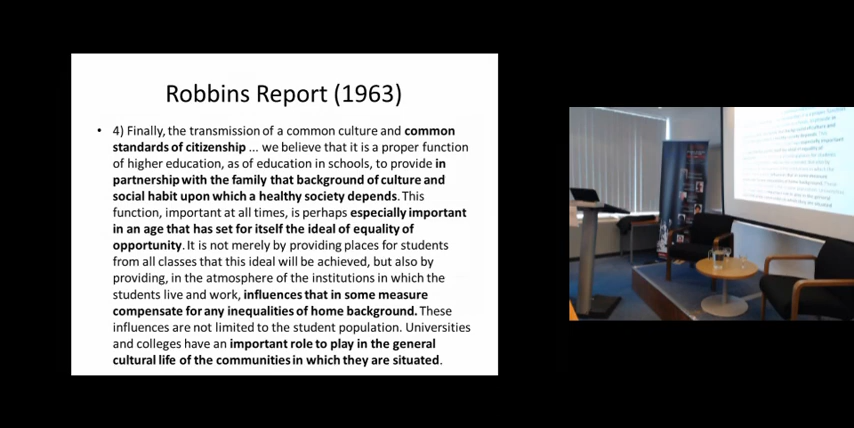 Robbins Report (1963)
• 4) Finally, the transmission of a common culture and common
standards of citizenship ... we believe that it is a proper function
of higher education, as of education in schools, to provide in
partnership with the family that background of culture and
social habit upon which a healthy society depends. This
function, important at all times, is perhaps especially important
in an age that has set for itself the ideal of equality of
opportunity. It is not merely by providing places for students
from all classes that this ideal will be achieved, but also by
providing, in the atmosphere of the institutions in which the
students live and work, influences that in some measure
compensate for any inequalities of home background. These
influences are not limited to the student population. Universities
and colleges have an important role to play in the general
cultural life of the communities in which they are situated.